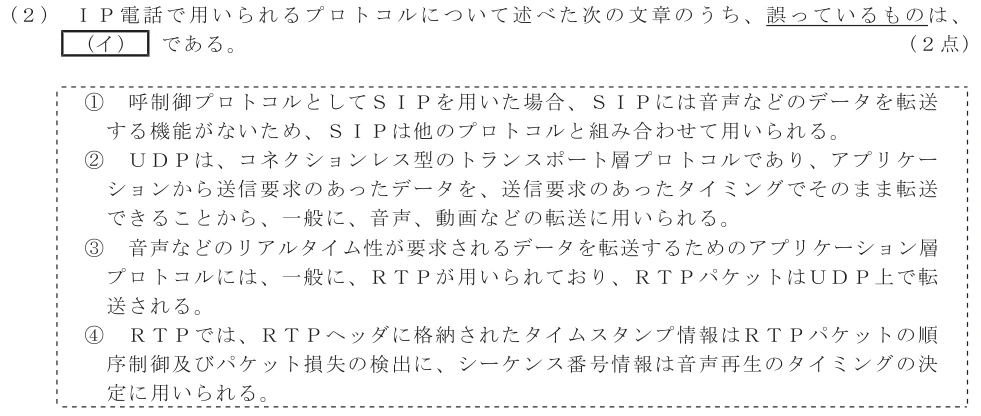 (２)　ＩＰ電話で用いられるプロトコルについて述べた次の文章のうち、誤っているものは、
(イ)　である。　(２点)
①　呼制御プロトコルとしてＳＩＰを用いた場合、ＳＩＰには音声などのデータを転送
する機能がないため、ＳＩＰは他のプロトコルと組み合わせて用いられる。
②　ＵＤＰは、コネクションレス型のトランスポート層プロトコルであり、アプリケー
ションから送信要求のあったデータを、送信要求のあったタイミングでそのまま転送
できることから、一般に、音声、動画などの転送に用いられる。
③　音声などのリアルタイム性が要求されるデータを転送するためのアプリケーション層
プロトコルには、一般に、ＲＴＰが用いられており、ＲＴＰパケットはＵＤＰ上で転
送される。
④　ＲＴＰでは、ＲＴＰヘッダに格納されたタイムスタンプ情報はＲＴＰパケットの順
序制御及びパケット損失の検出に、シーケンス番号情報は音声再生のタイミングの決
定に用いられる。